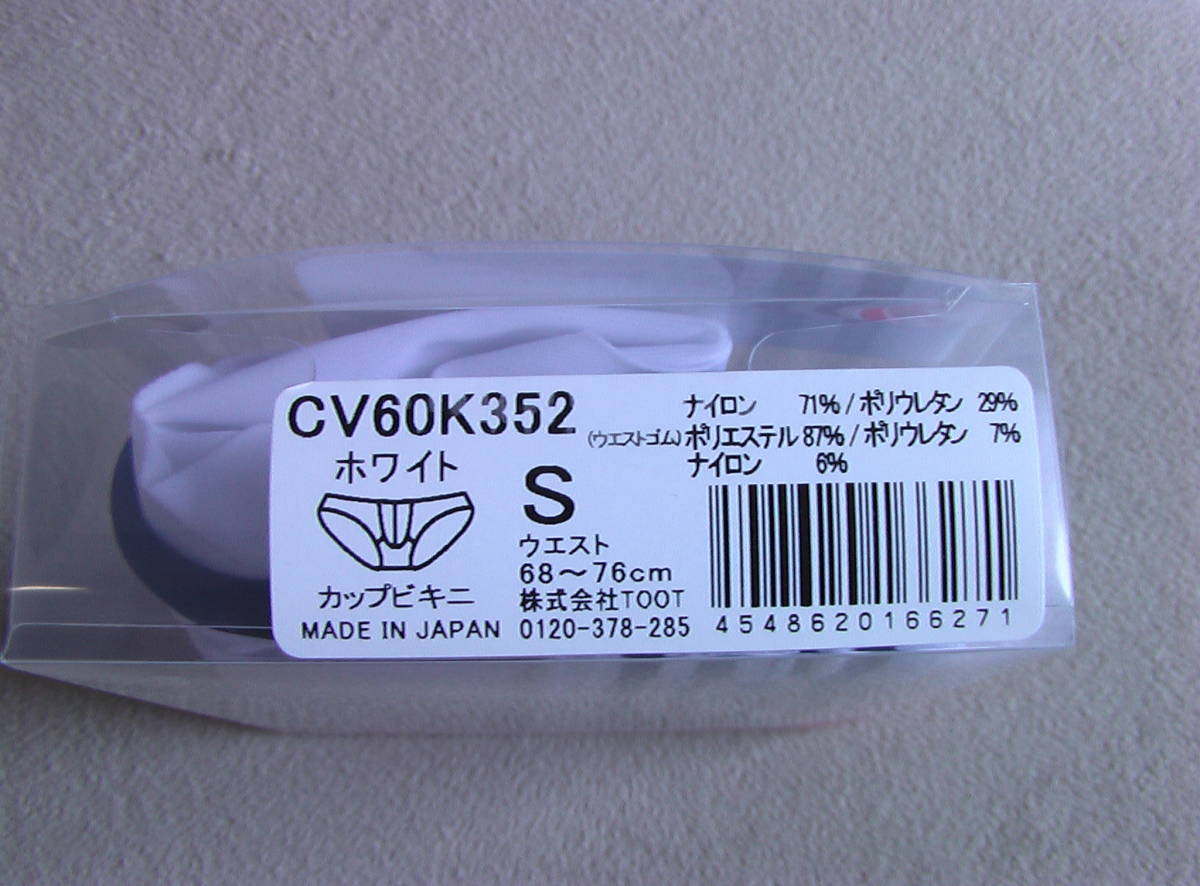 CV60K352
ホワイト
カップビキニ
MADE IN JAPAN
S
ウエスト
68～76cm
株式会社TOOT
0120-378-285
ナイロン 71% / ポリウレタン 29%
(ウエストゴム)ポリエステル 87% / ポリウレタン 7%
ナイロン 6%
4548620166271